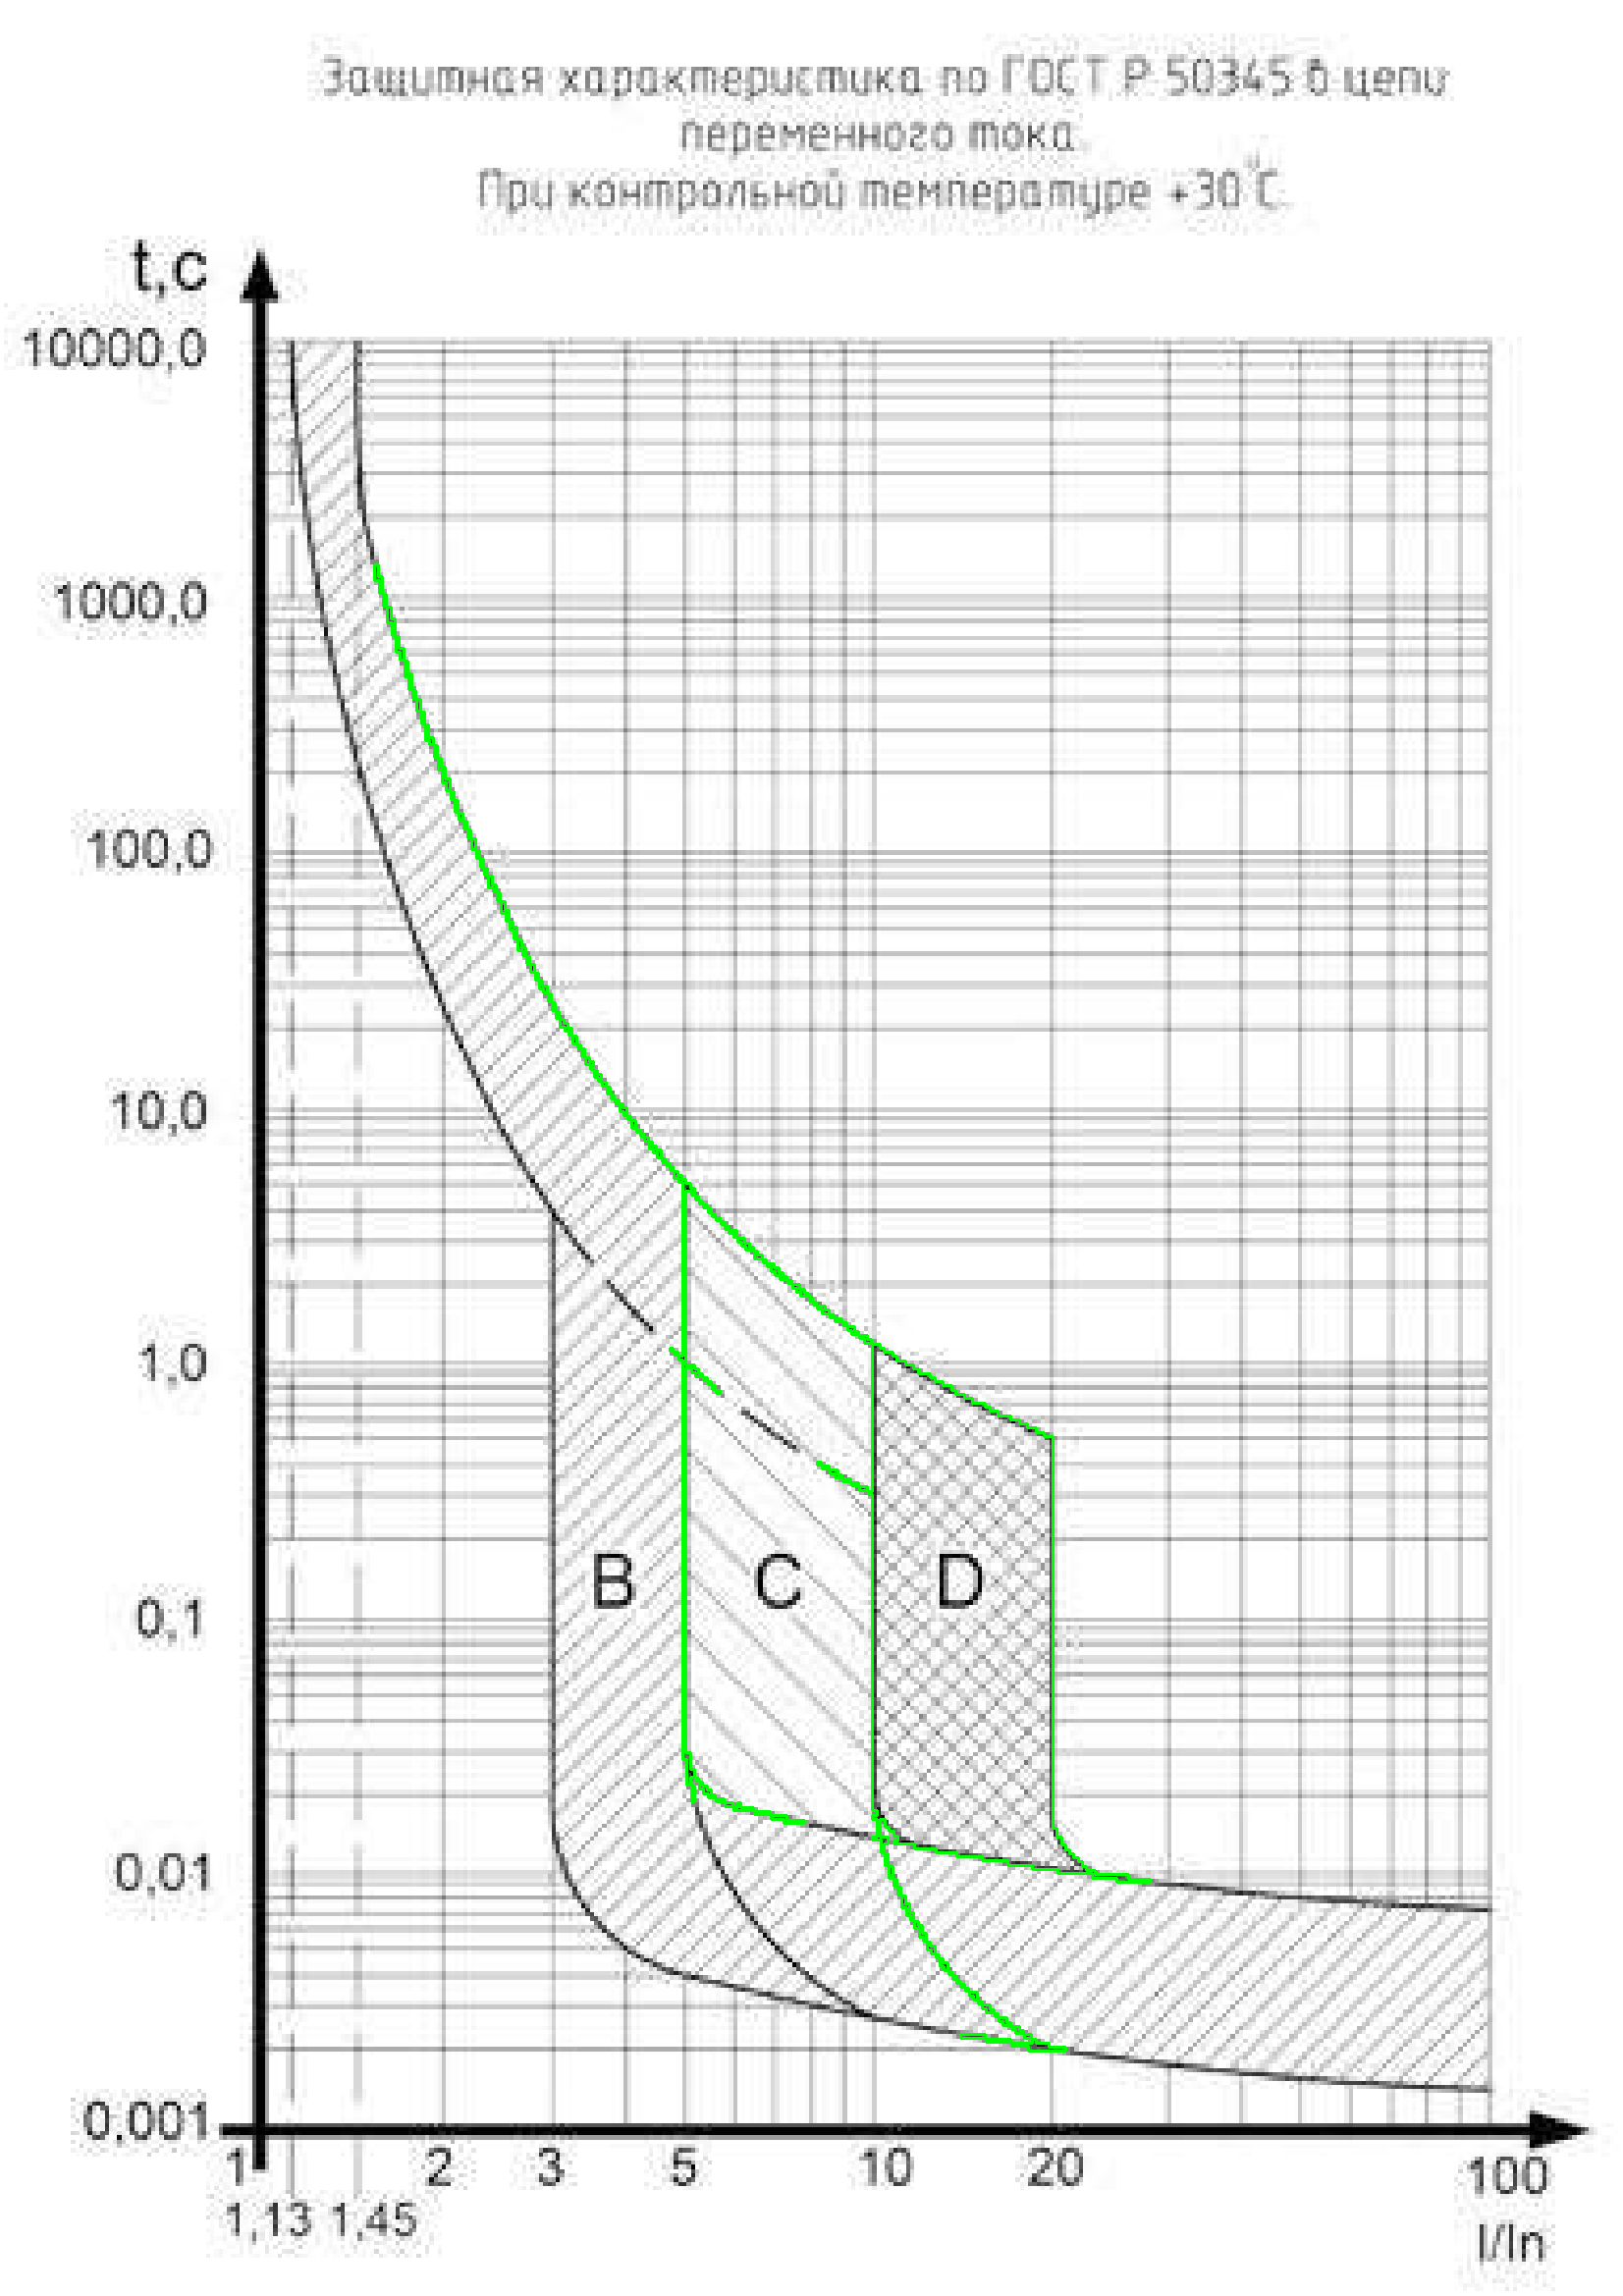 Защитная характеристика по ГОСТ Р 50345 в цепи
переменного тока.
При контрольной температуре +30°С.
t,c
10000,0
1000,0
100,0
10,0
1,0
0,1
0,01
0,001
B
C
D
1
2
3
5
10
20
100
1,13
1,45
I/In